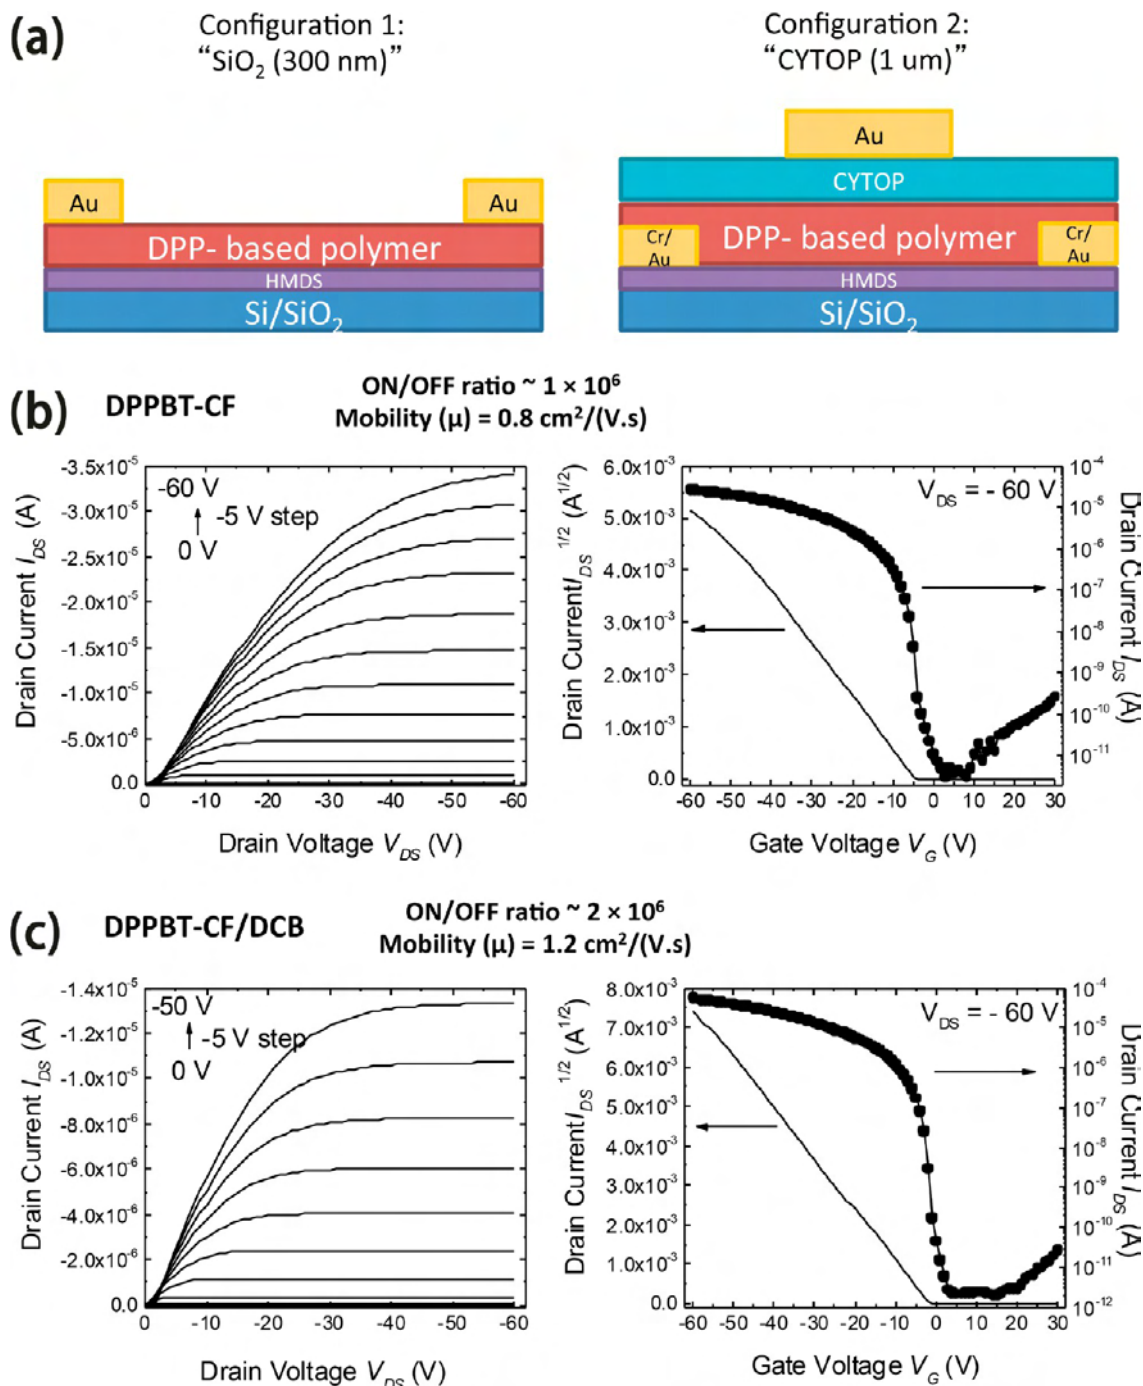 (a)
Configuration 1:
“SiO₂ (300 nm)”
Configuration 2:
“CYTOP (1 um)”
Au
Au
DPP- based polymer
HMDS
Si/SiO₂
Au
CYTOP
Cr/
Au
DPP- based polymer
Cr/
Au
HMDS
Si/SiO₂
(b)
DPPBT-CF
ON/OFF ratio ~ 1 × 10⁶
Mobility (μ) = 0.8 cm²/(V.s)
Drain Current I_DS (A)
-3.5x10⁻⁵
-3.0x10⁻⁵
-2.5x10⁻⁵
-2.0x10⁻⁵
-1.5x10⁻⁵
-1.0x10⁻⁵
-5.0x10⁻⁶
0.0
-60 V
-5 V step
0 V
0 -10 -20 -30 -40 -50 -60
Drain Voltage V_DS (V)
Drain Current I_DS^1/2 (A^1/2)
6.0x10⁻³
5.0x10⁻³
4.0x10⁻³
3.0x10⁻³
2.0x10⁻³
1.0x10⁻³
0.0
V_DS = - 60 V
10⁻⁴
10⁻⁵
10⁻⁶
10⁻⁷
10⁻⁸
10⁻⁹
10⁻¹⁰
10⁻¹¹
Drain Current I_DS (A)
-60 -50 -40 -30 -20 -10 0 10 20 30
Gate Voltage V_G (V)
(c)
DPPBT-CF/DCB
ON/OFF ratio ~ 2 × 10⁶
Mobility (μ) = 1.2 cm²/(V.s)
Drain Current I_DS (A)
-1.4x10⁻⁵
-1.2x10⁻⁵
-1.0x10⁻⁵
-8.0x10⁻⁶
-6.0x10⁻⁶
-4.0x10⁻⁶
-2.0x10⁻⁶
0.0
-50 V
-5 V step
0 V
0 -10 -20 -30 -40 -50 -60
Drain Voltage V_DS (V)
Drain Current I_DS^1/2 (A^1/2)
8.0x10⁻³
7.0x10⁻³
6.0x10⁻³
5.0x10⁻³
4.0x10⁻³
3.0x10⁻³
2.0x10⁻³
1.0x10⁻³
0.0
V_DS = - 60 V
10⁻⁴
10⁻⁵
10⁻⁶
10⁻⁷
10⁻⁸
10⁻⁹
10⁻¹⁰
10⁻¹¹
10⁻¹²
Drain Current I_DS (A)
-60 -50 -40 -30 -20 -10 0 10 20 30
Gate Voltage V_G (V)